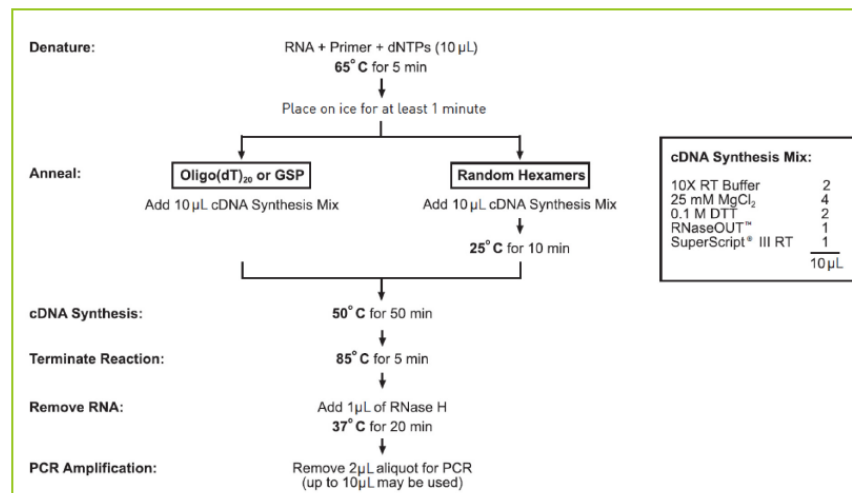 Denature:
RNA + Primer + dNTPs (10 µL)
65° C for 5 min
Place on ice for at least 1 minute
Anneal:
Oligo(dT)₂₀ or GSP
Add 10 µL cDNA Synthesis Mix
Random Hexamers
Add 10 µL cDNA Synthesis Mix
25° C for 10 min
cDNA Synthesis Mix:
10X RT Buffer 2
25 mM MgCl₂ 4
0.1 M DTT 2
RNaseOUT™ 1
SuperScript® III RT 1
10 µL
cDNA Synthesis:
50° C for 50 min
Terminate Reaction:
85° C for 5 min
Remove RNA:
Add 1µL of RNase H
37° C for 20 min
PCR Amplification:
Remove 2µL aliquot for PCR
(up to 10µL may be used)